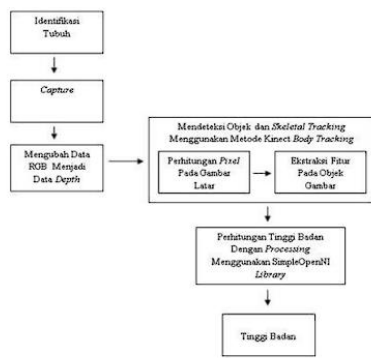 Identifikasi
Tubuh
Capture
Mengubah Data
RGB Menjadi
Data Depth
Mendeteksi Objek dan Skeletal Tracking
Menggunakan Metode Kinect Body Tracking
Perhitungan Pixel
Pada Gambar
Latar
Ekstraksi Fitur
Pada Objek
Gambar
Perhitungan Tinggi Badan
Dengan Processing
Menggunakan SimpleOpenNI
Library
Tinggi Badan